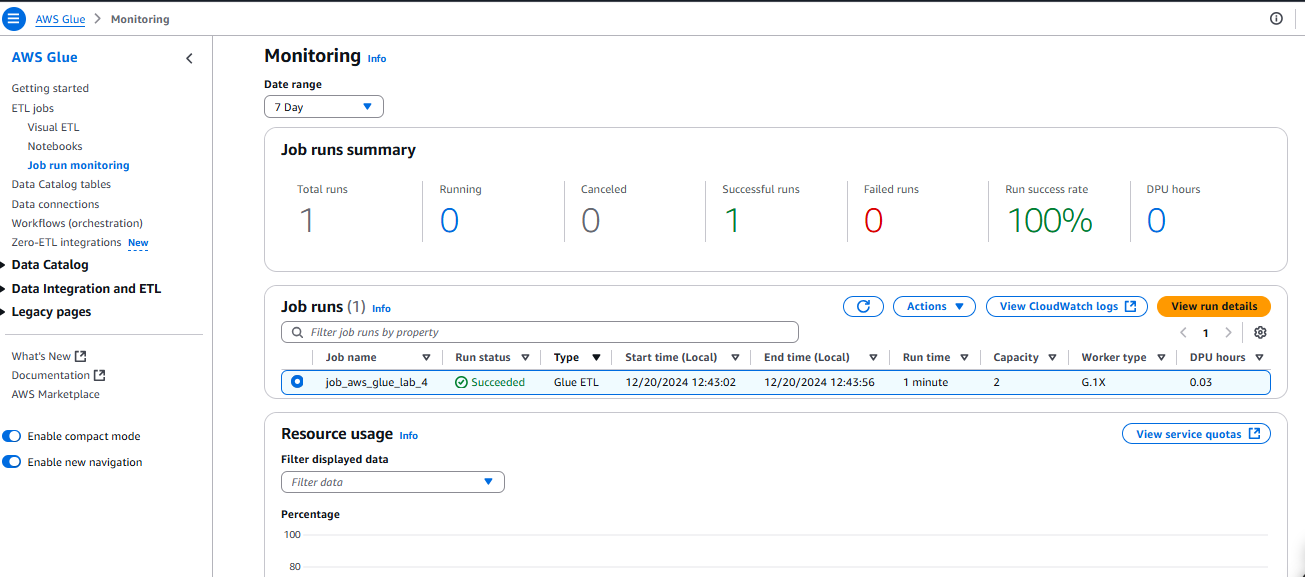 AWS Glue > Monitoring
AWS Glue
Getting started
ETL jobs
Visual ETL
Notebooks
Job run monitoring
Data Catalog tables
Data connections
Workflows (orchestration)
Zero-ETL integrations New
Data Catalog
Data Integration and ETL
Legacy pages
What's New
Documentation
AWS Marketplace
Enable compact mode
Enable new navigation
Monitoring Info
Date range
7 Day
Job runs summary
Total runs Running Canceled Successful runs Failed runs Run success rate DPU hours
1 0 0 1 0 100% 0
Job runs (1) Info Actions View CloudWatch logs View run details
Filter job runs by property 1
Job name Run status Type Start time (Local) End time (Local) Run time Capacity Worker type DPU hours
job_aws_glue_lab_4 Succeeded Glue ETL 12/20/2024 12:43:02 12/20/2024 12:43:56 1 minute 2 G.1X 0.03
Resource usage Info View service quotas
Filter displayed data
Filter data
Percentage
100
80